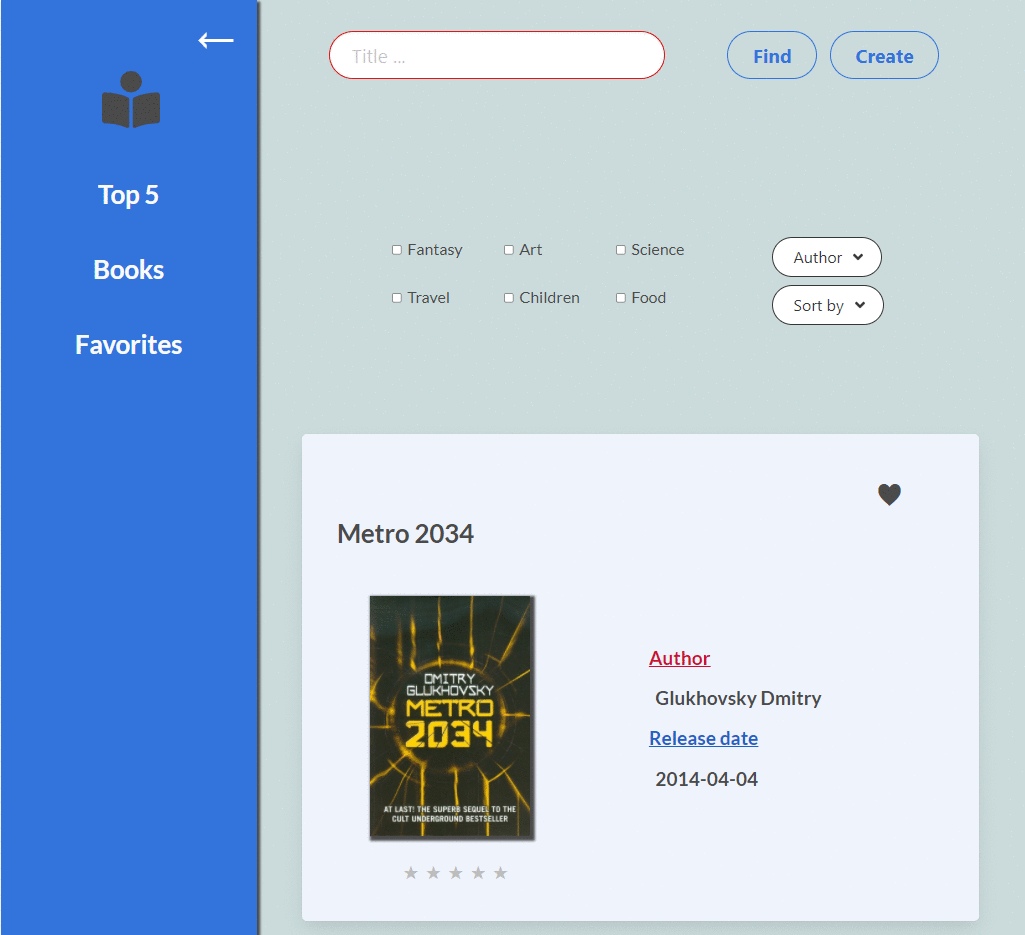 Title ...
Find
Create
Top 5
Books
Favorites
Fantasy
Art
Science
Author
Travel
Children
Food
Sort by
Metro 2034
DMITRY
GLUKHOVSKY
METRO
2034
AT LAST! THE SUPERB SEQUEL TO THE
CULT UNDERGROUND BESTSELLER
Author
Glukhovsky Dmitry
Release date
2014-04-04